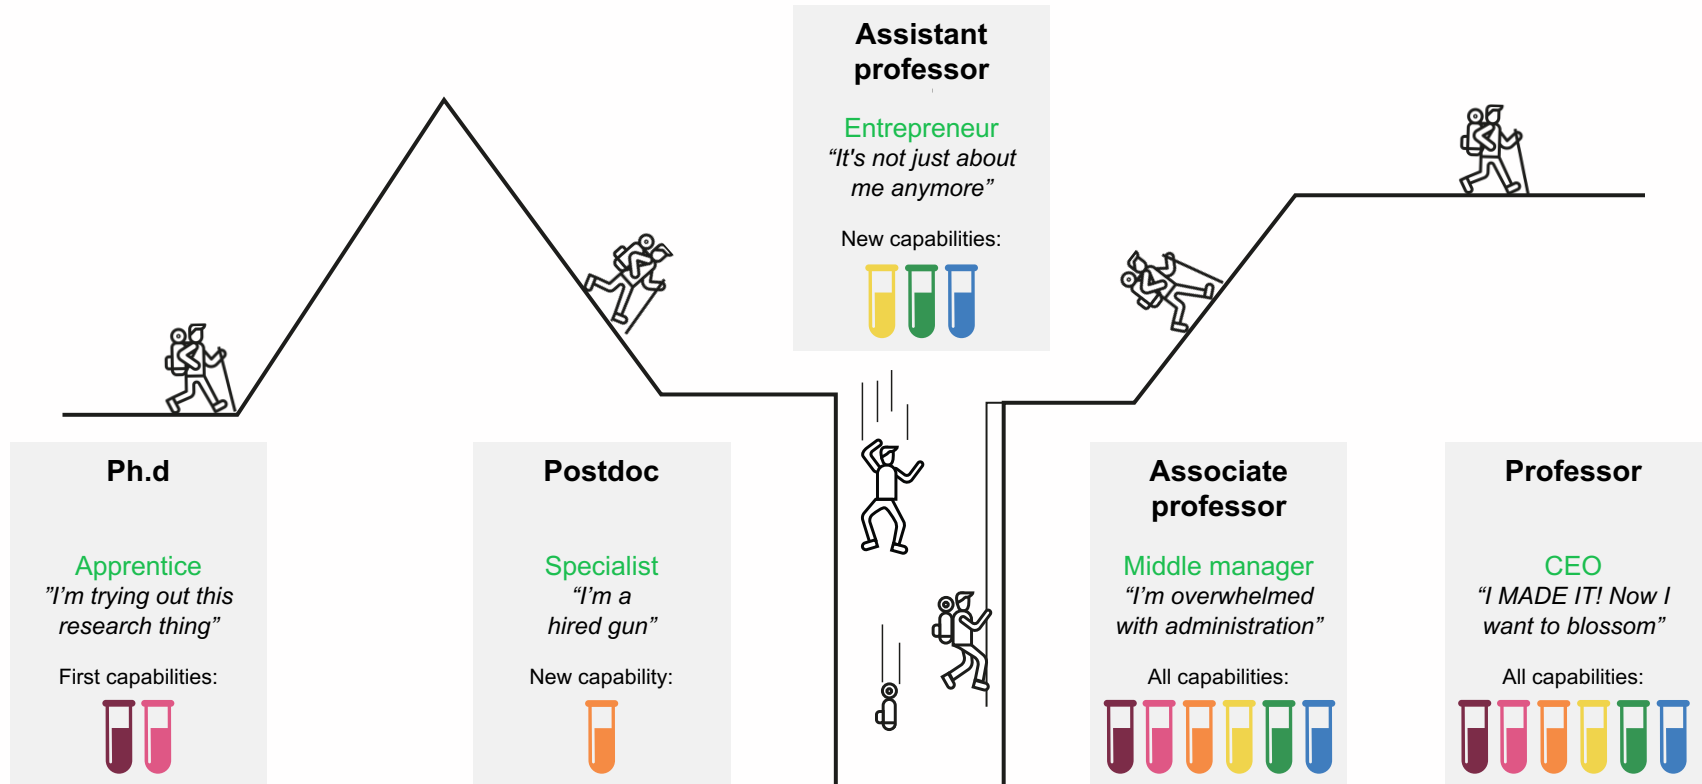 Assistant
professor
Entrepreneur
“It's not just about
me anymore”
New capabilities:
Ph.d
Apprentice
”I’m trying out this
research thing”
First capabilities:
Postdoc
Specialist
“I’m a
hired gun”
New capability:
Associate
professor
Middle manager
“I’m overwhelmed
with administration”
All capabilities:
Professor
CEO
“I MADE IT! Now I
want to blossom”
All capabilities: